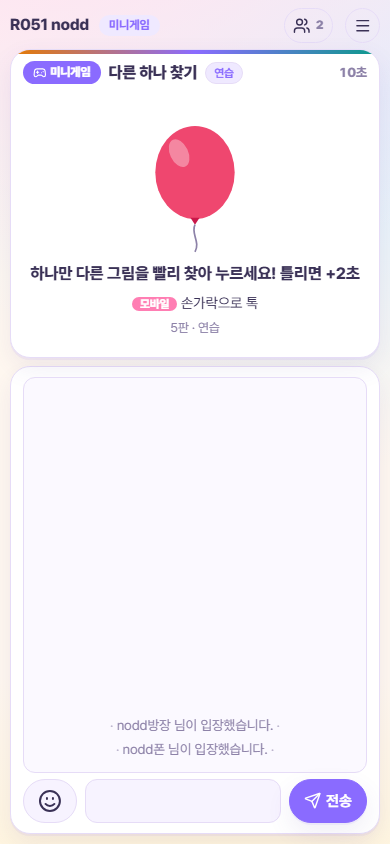 R051 nodd 미니게임 2
미니게임 다른 하나 찾기 연습 10초
하나만 다른 그림을 빨리 찾아 누르세요! 틀리면 +2초
모바일 손가락으로 톡
5판 · 연습
· nodd방장 님이 입장했습니다. ·
· nodd폰 님이 입장했습니다. ·
전송